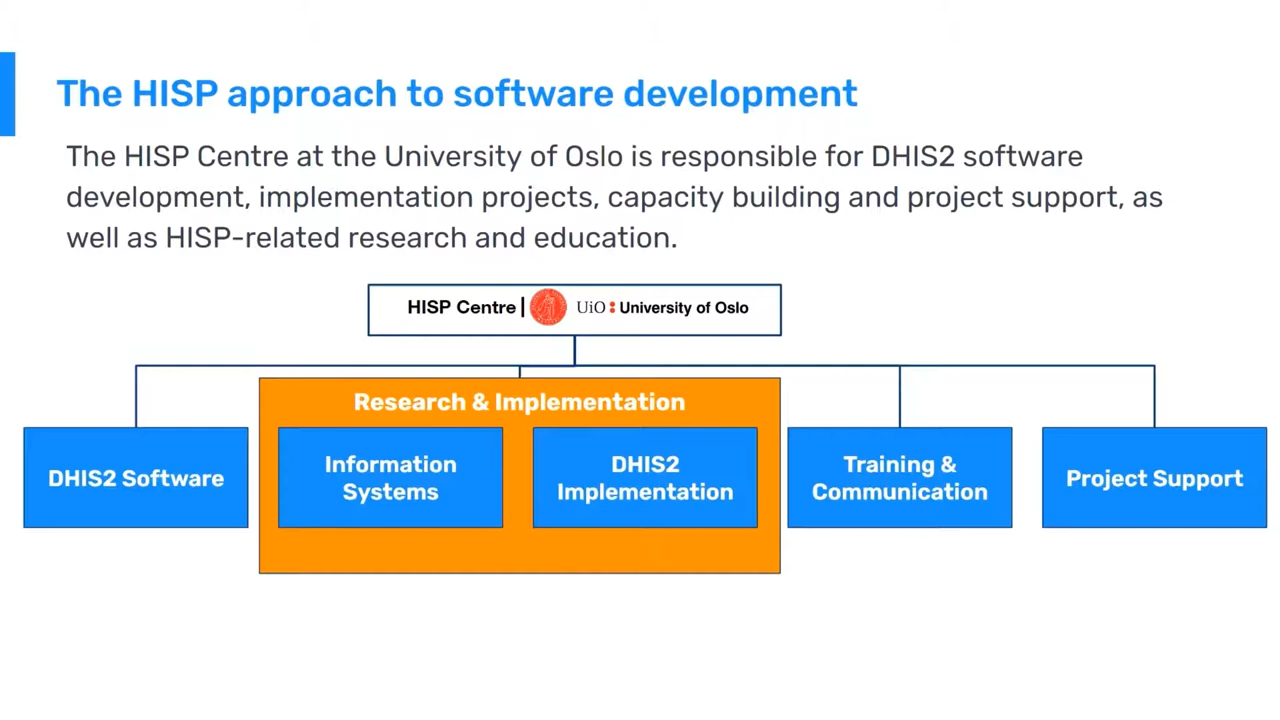 The HISP approach to software development
The HISP Centre at the University of Oslo is responsible for DHIS2 software
development, implementation projects, capacity building and project support, as
well as HISP-related research and education.
HISP Centre | UiO : University of Oslo
Research & Implementation
DHIS2 Software
Information
Systems
DHIS2
Implementation
Training &
Communication
Project Support